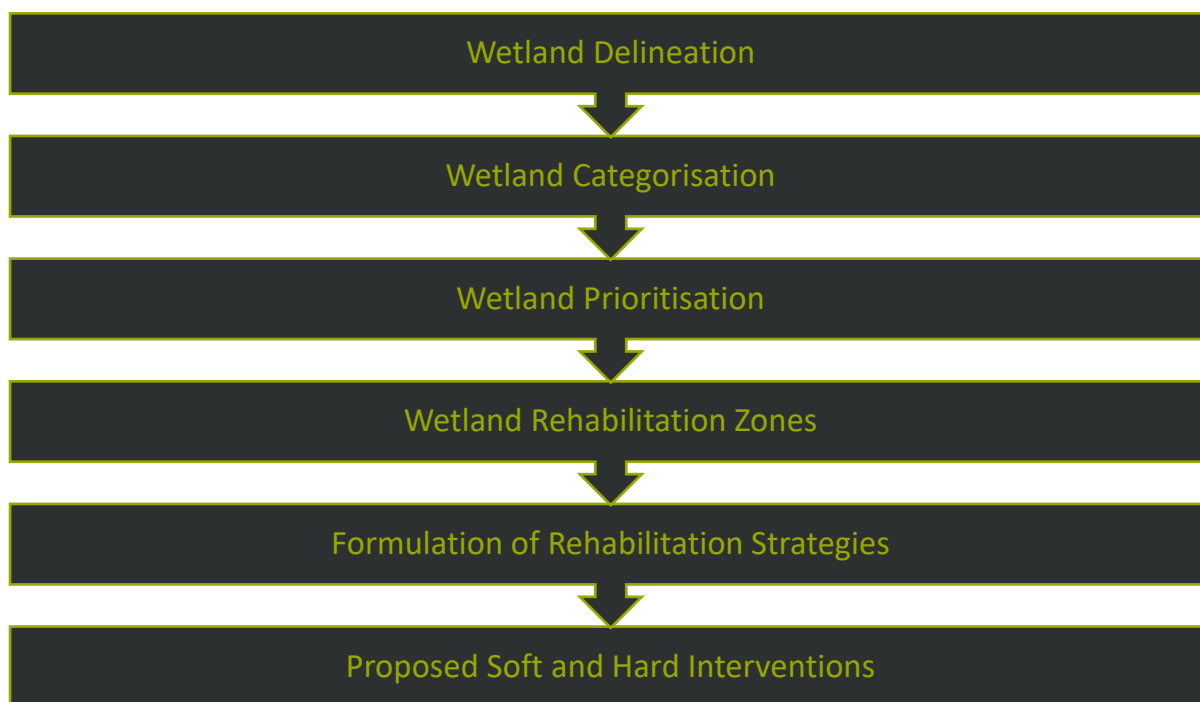 Wetland Delineation
Wetland Categorisation
Wetland Prioritisation
Wetland Rehabilitation Zones
Formulation of Rehabilitation Strategies
Proposed Soft and Hard Interventions